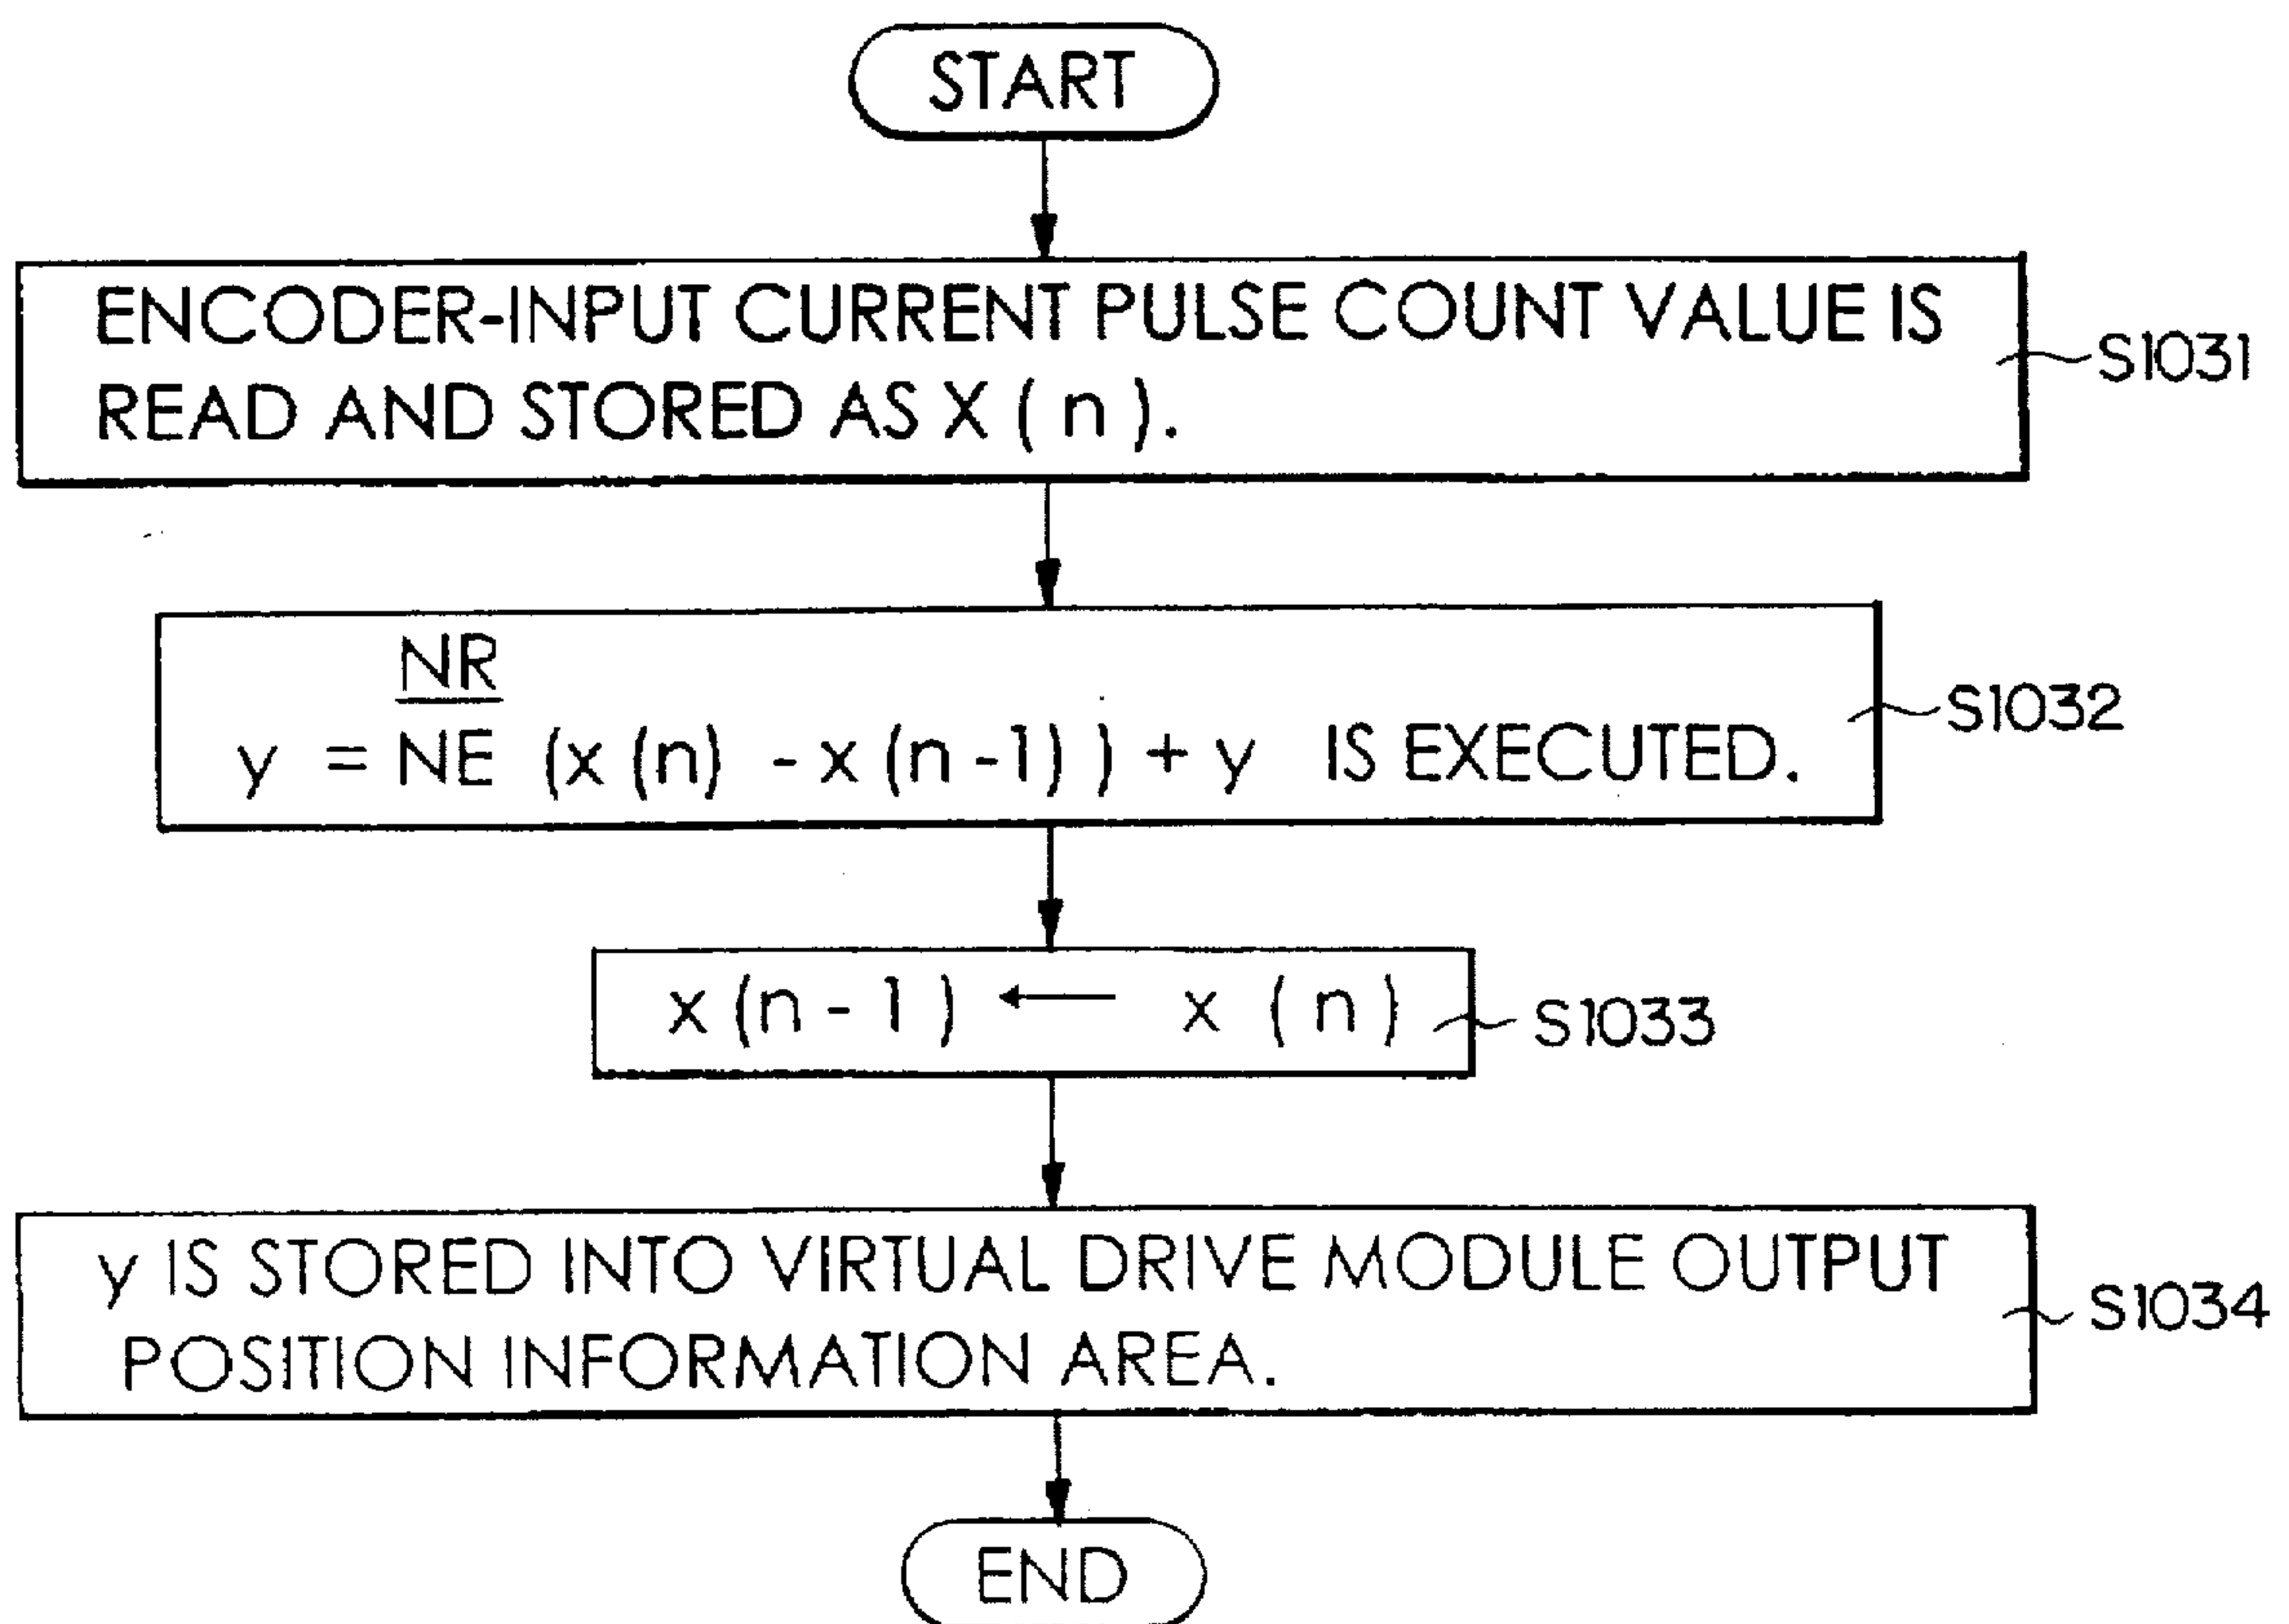 START
ENCODER-INPUT CURRENT PULSE COUNT VALUE IS
READ AND STORED AS X ( n ).
S1031
NR
y = NE (x (n) - x (n -1) ) + y IS EXECUTED.
S1032
x (n - 1 ) ← x ( n )
S1033
y IS STORED INTO VIRTUAL DRIVE MODULE OUTPUT
POSITION INFORMATION AREA.
S1034
END